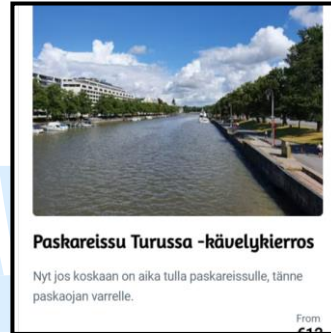 Paskareissu Turussa -kävelykierros
Nyt jos koskaan on aika tulla paskareissulle, tänne
paskaojan varrelle.
From